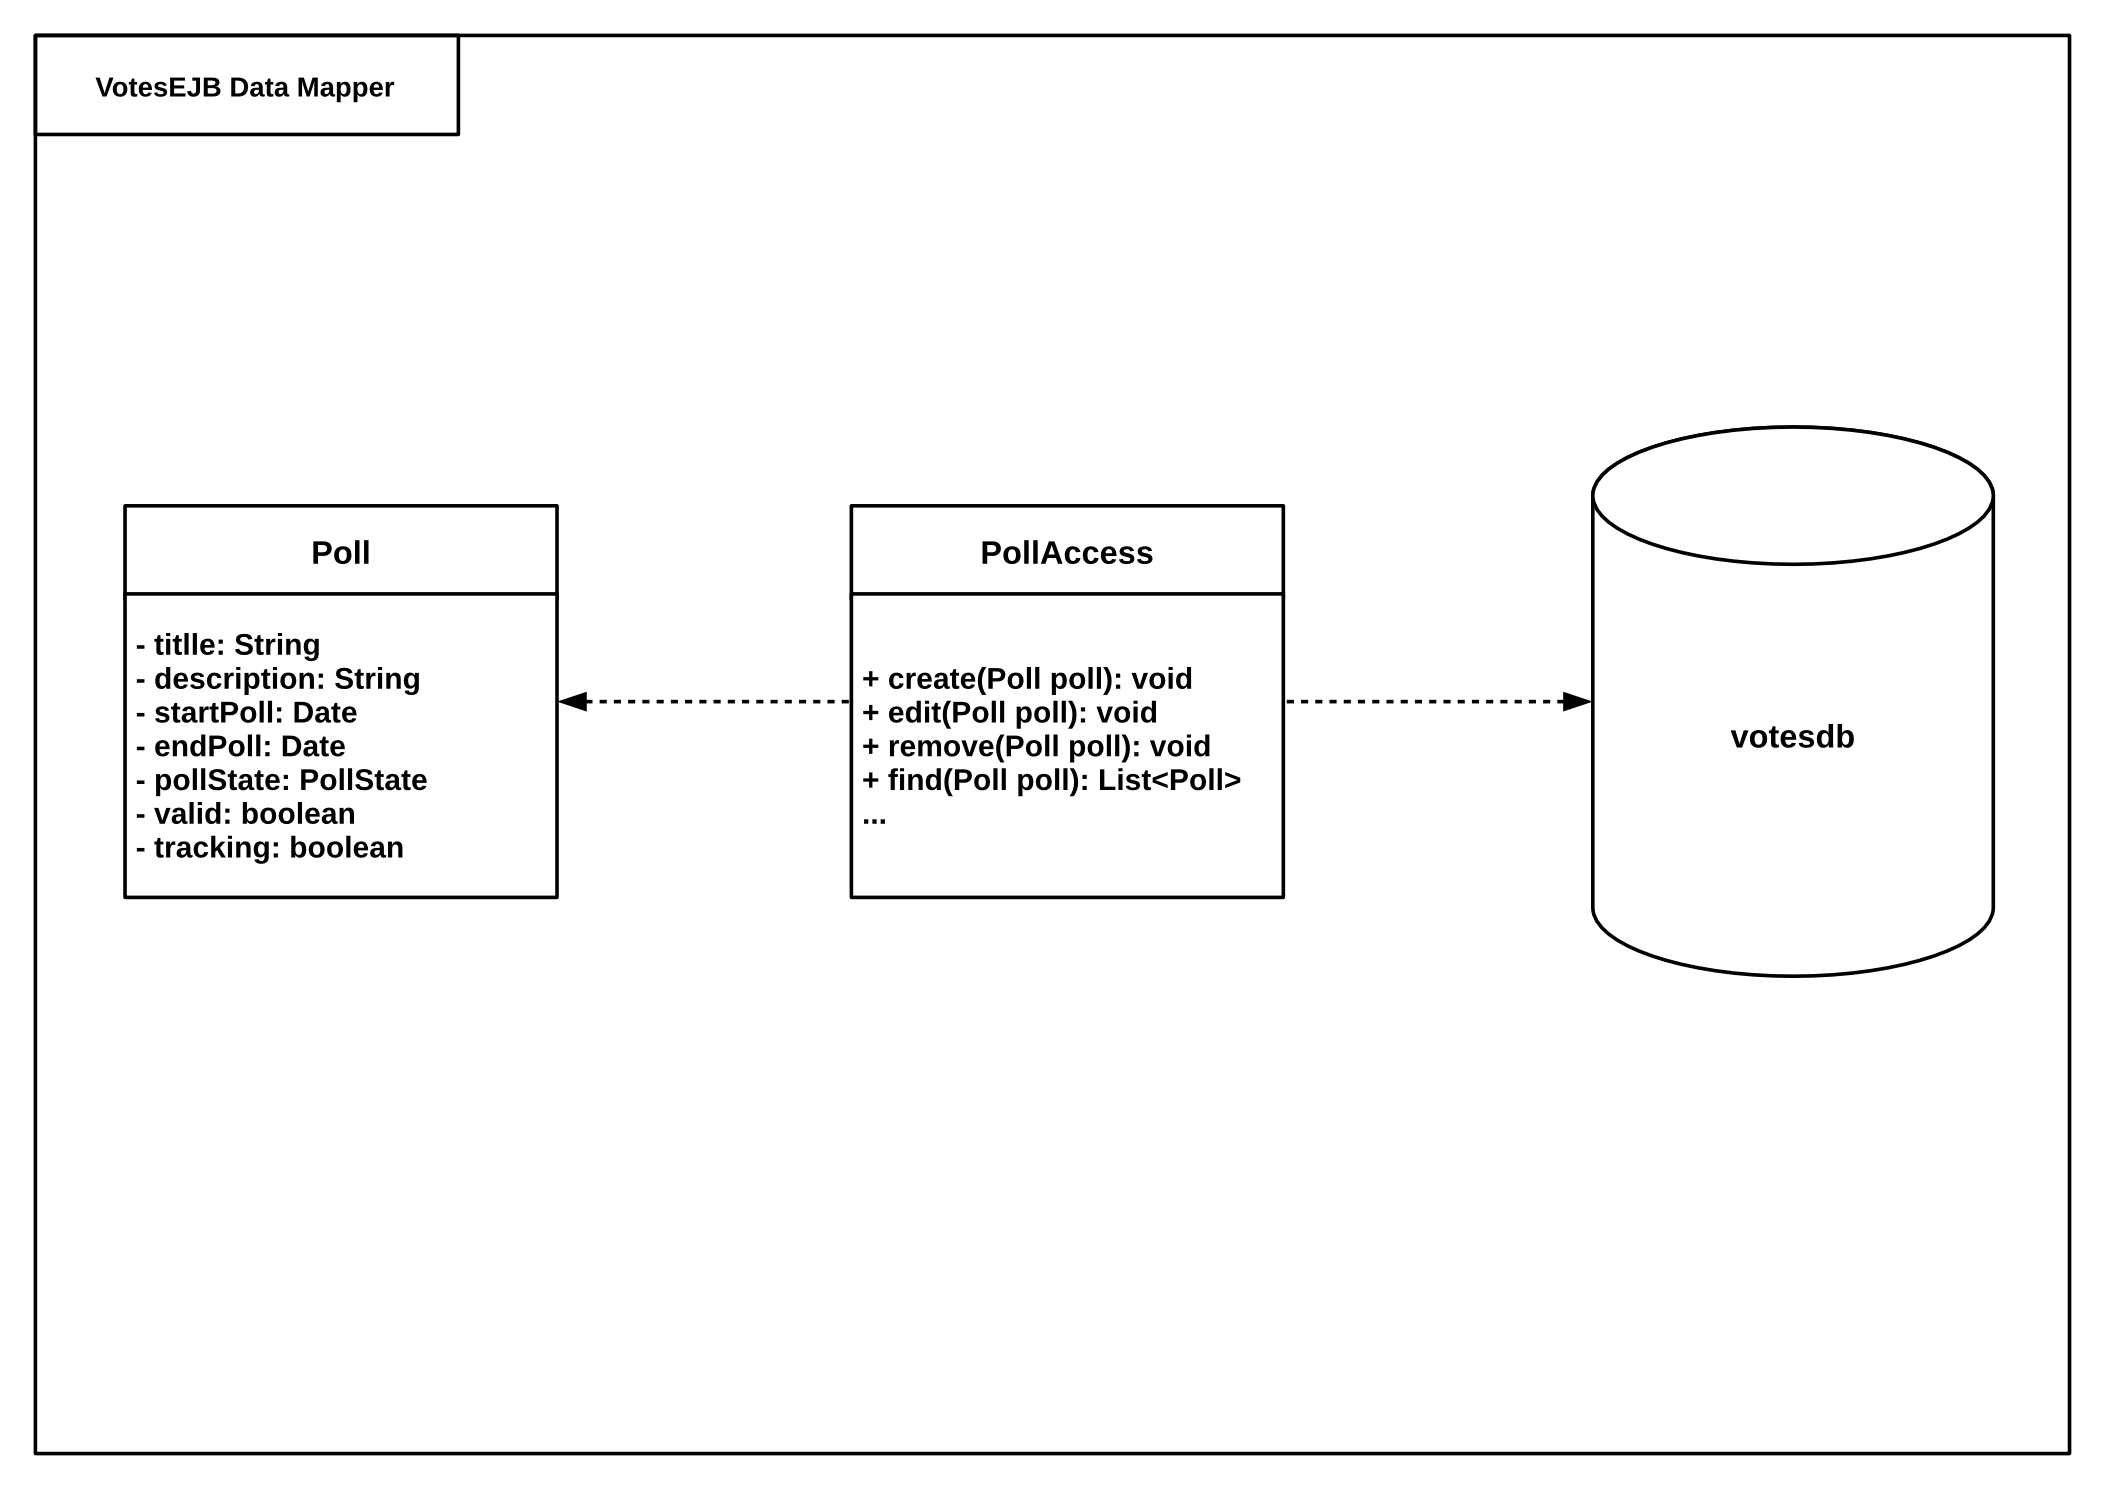 VotesEJB Data Mapper
Poll
- titlle: String
- description: String
- startPoll: Date
- endPoll: Date
- pollState: PollState
- valid: boolean
- tracking: boolean
PollAccess
+ create(Poll poll): void
+ edit(Poll poll): void
+ remove(Poll poll): void
+ find(Poll poll): List<Poll>
...
votesdb